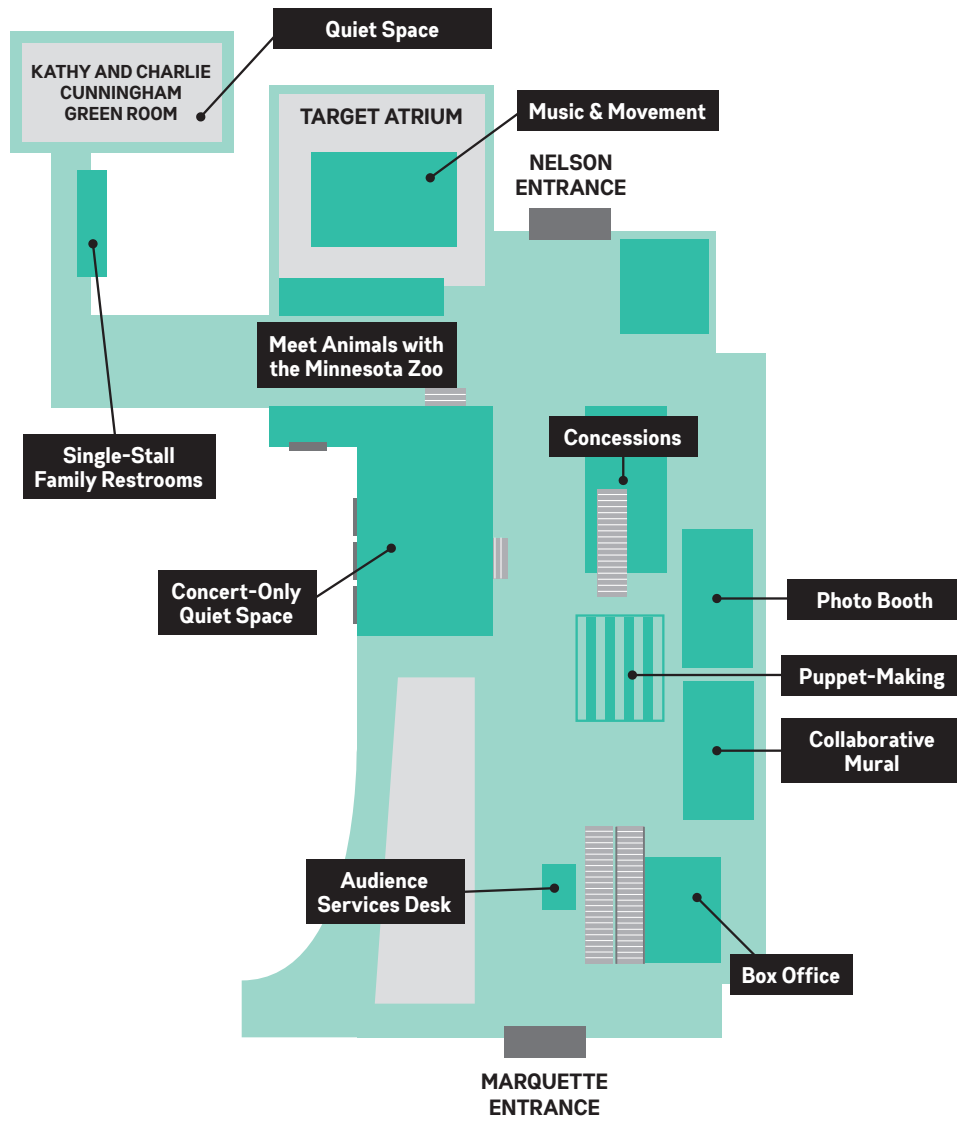 Quiet Space
KATHY AND CHARLIE
CUNNINGHAM
GREEN ROOM
TARGET ATRIUM
Music & Movement
NELSON
ENTRANCE
Meet Animals with
the Minnesota Zoo
Single-Stall
Family Restrooms
Concessions
Concert-Only
Quiet Space
Photo Booth
Puppet-Making
Collaborative
Mural
Audience
Services Desk
Box Office
MARQUETTE
ENTRANCE